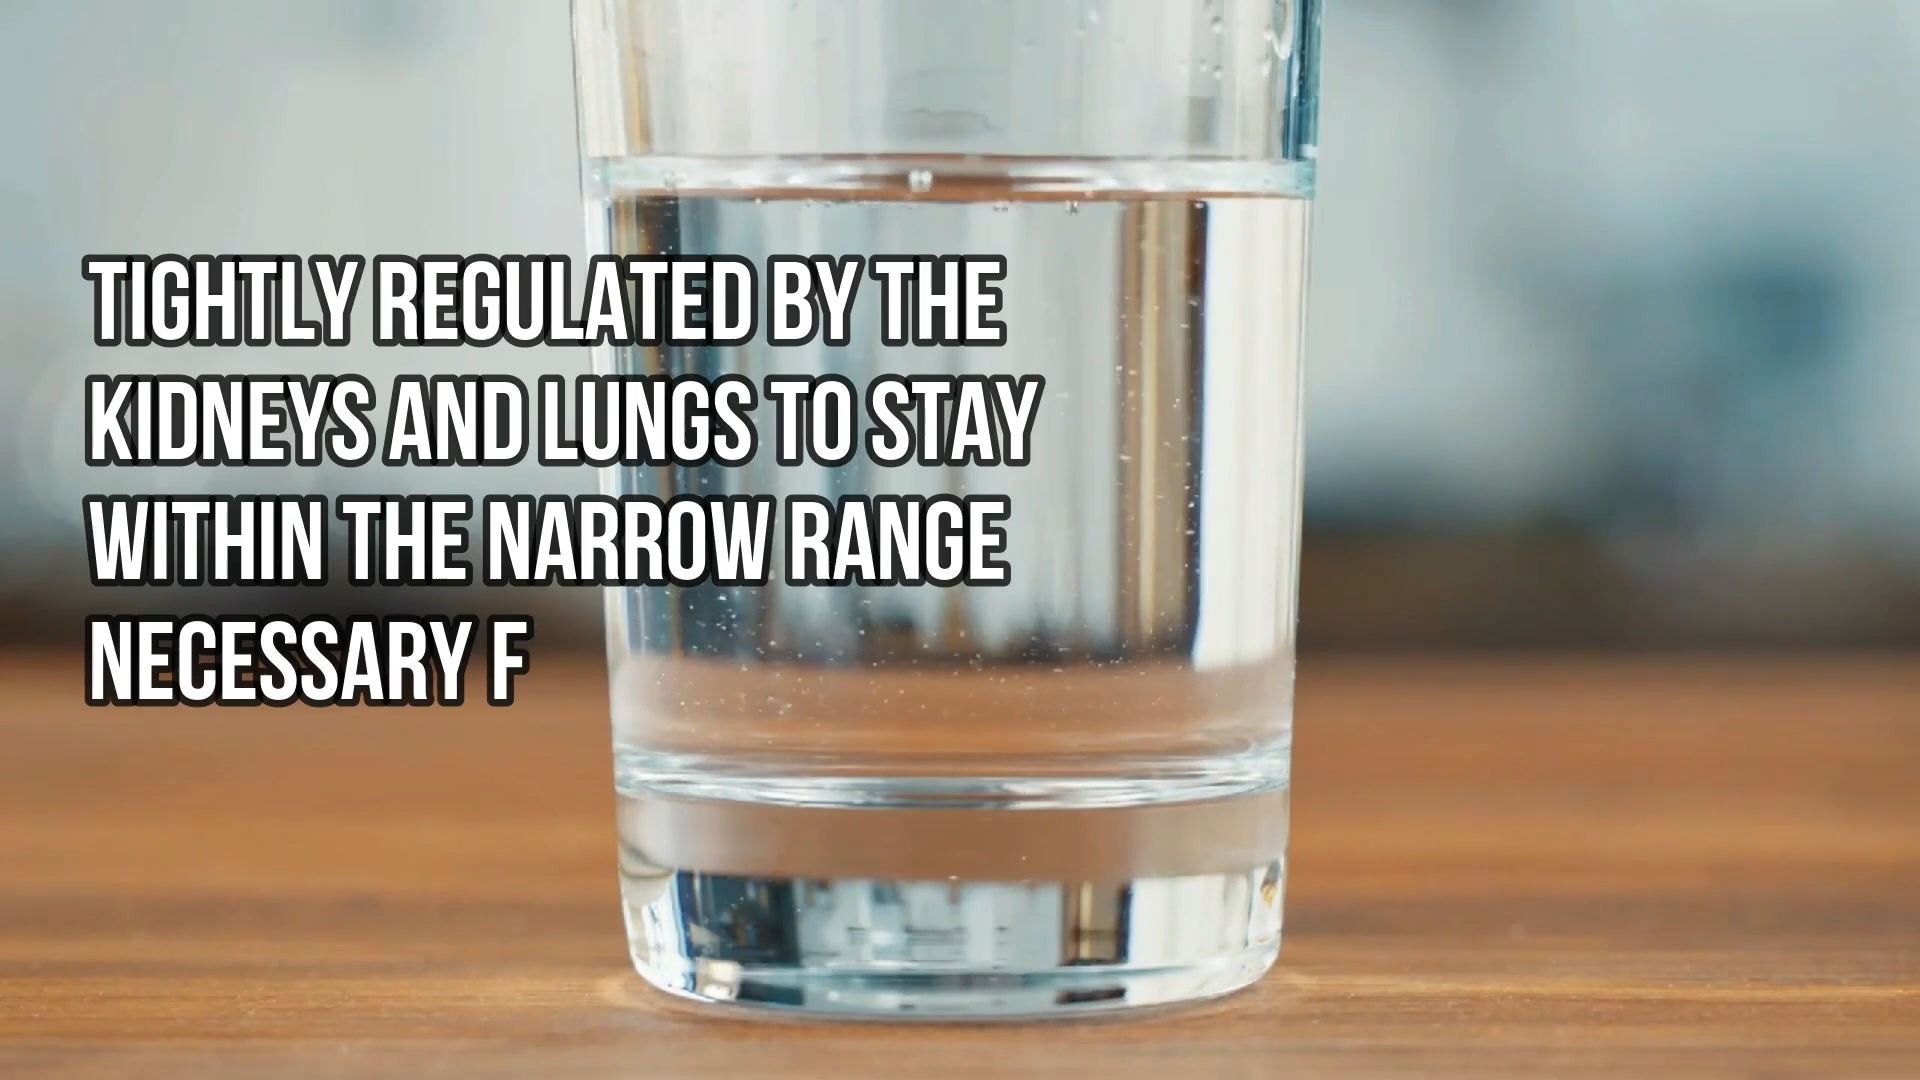 TIGHTLY REGULATED BY THE
KIDNEYS AND LUNGS TO STAY
WITHIN THE NARROW RANGE
NECESSARY F